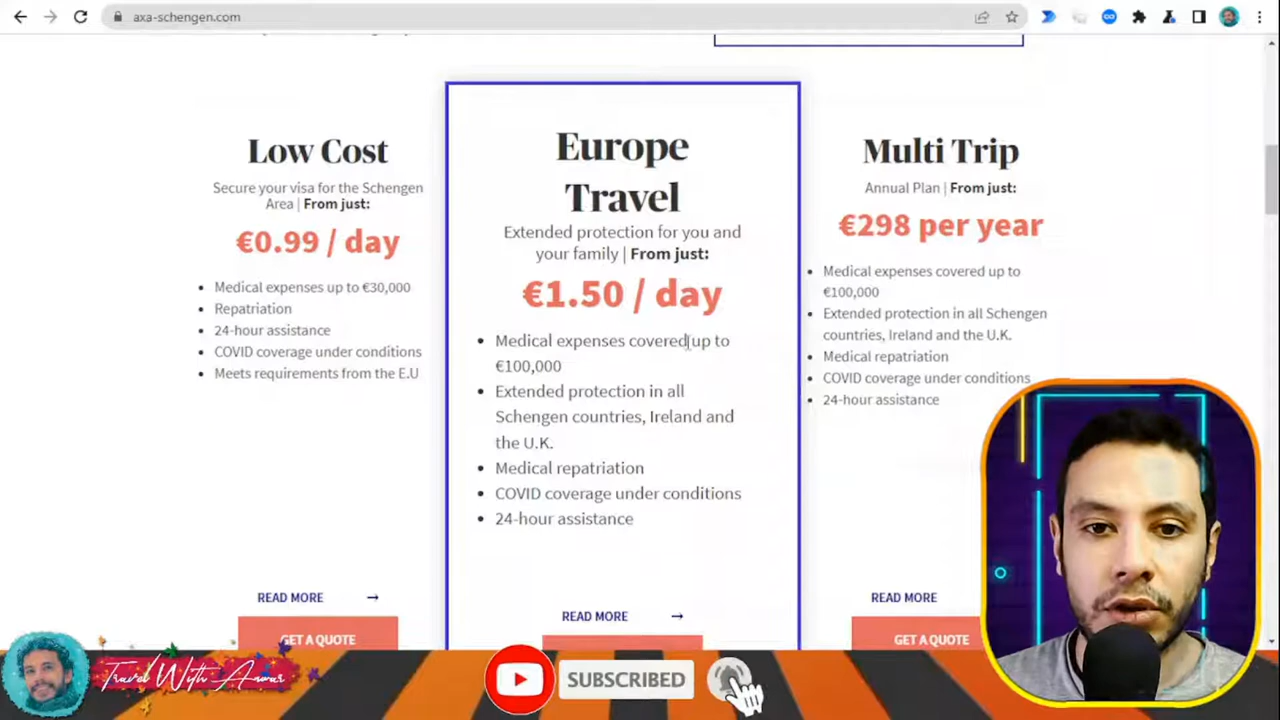 axa-schengen.com
Low Cost
Secure your visa for the Schengen
Area | From just:
€0.99 / day
• Medical expenses up to €30,000
• Repatriation
• 24-hour assistance
• COVID coverage under conditions
• Meets requirements from the E.U
READ MORE →
GET A QUOTE
Europe
Travel
Extended protection for you and
your family | From just:
€1.50 / day
• Medical expenses covered up to
€100,000
• Extended protection in all
Schengen countries, Ireland and
the U.K.
• Medical repatriation
• COVID coverage under conditions
• 24-hour assistance
READ MORE →
Multi Trip
Annual Plan | From just:
€298 per year
• Medical expenses covered up to
€100,000
• Extended protection in all Schengen
countries, Ireland and the U.K.
• Medical repatriation
• COVID coverage under conditions
• 24-hour assistance
READ MORE
GET A QUOTE
Travel With Anour
SUBSCRIBED